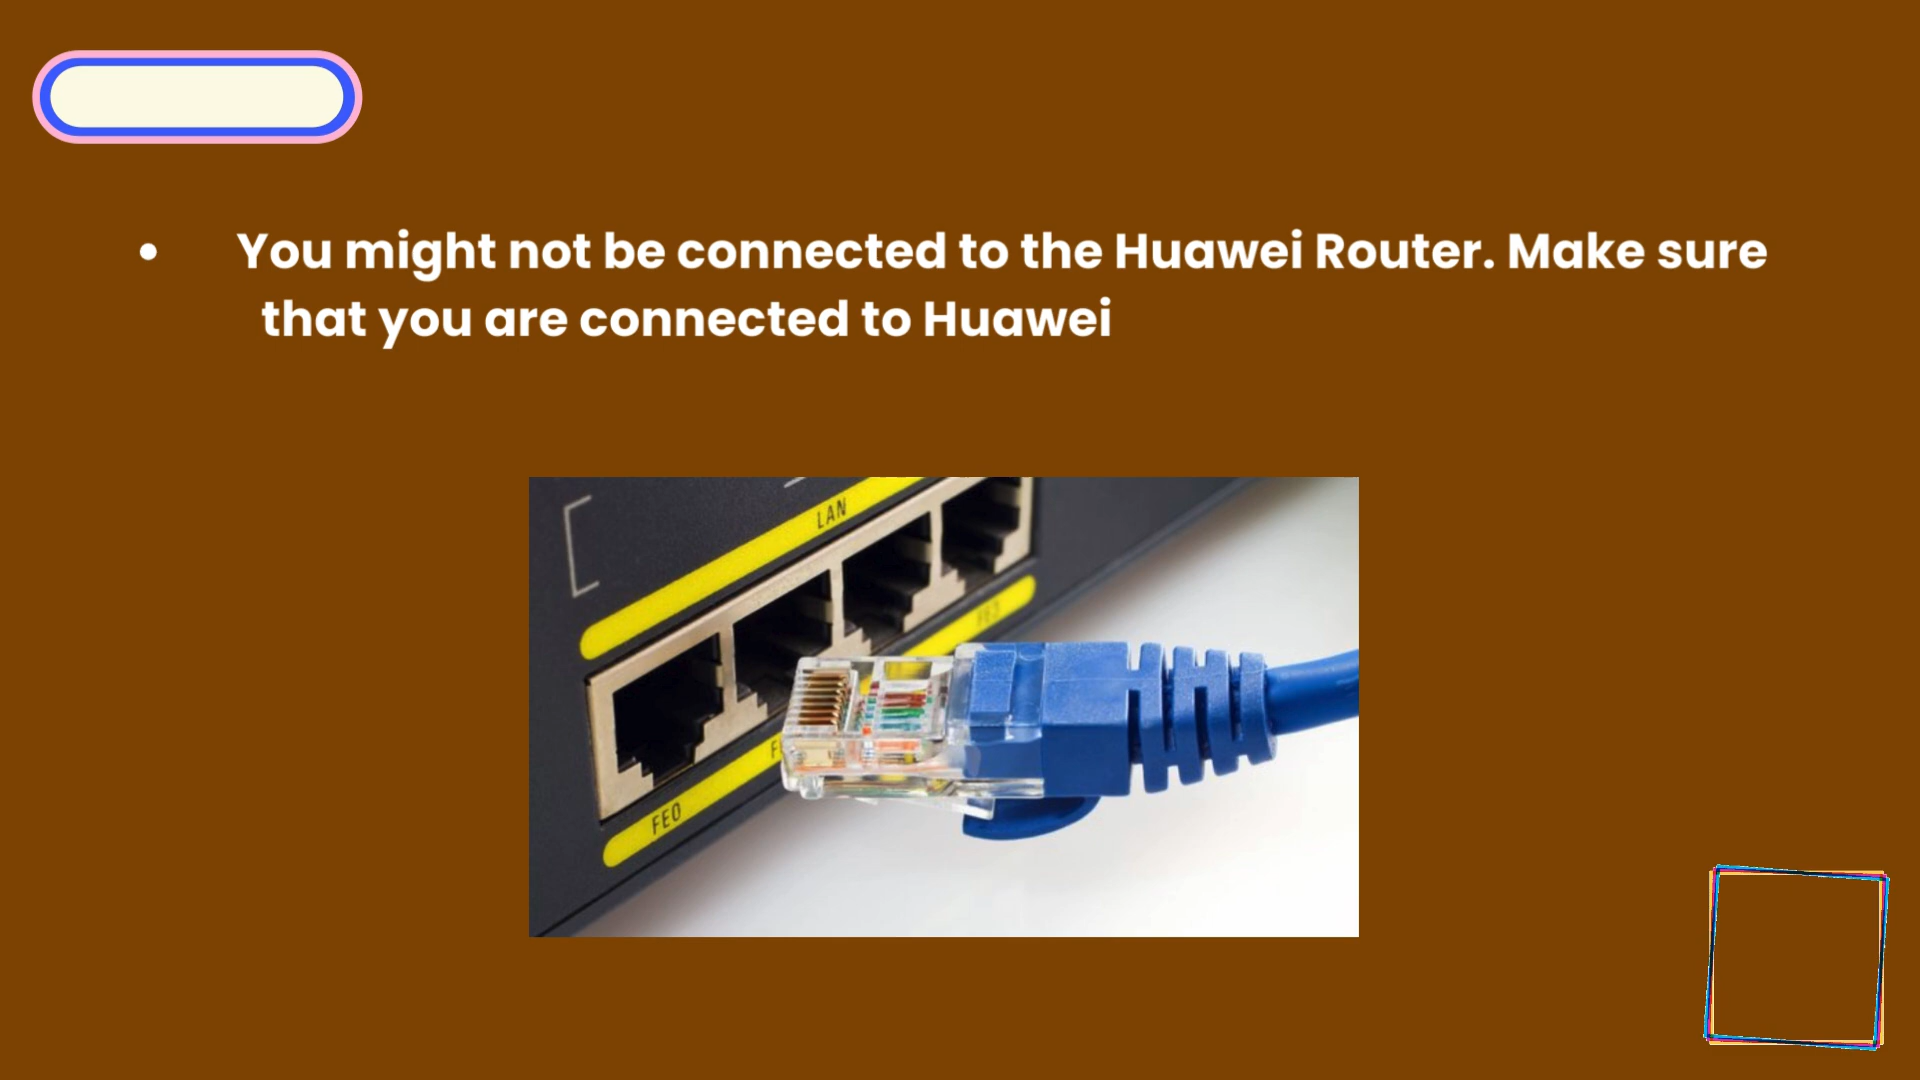 • You might not be connected to the Huawei Router. Make sure
that you are connected to Huawei
LAN
FE3
FE0